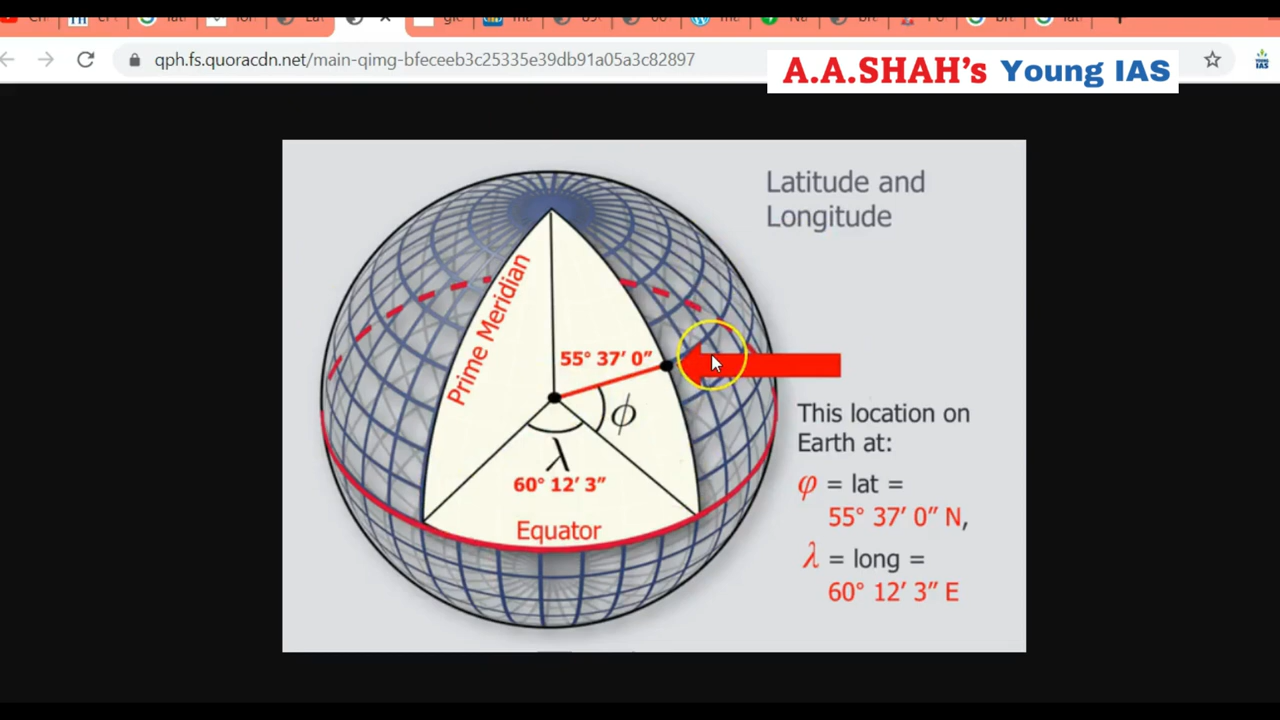 qph.fs.quoracdn.net/main-qimg-bfeceeb3c25335e39db91a05a3c82897
A.A.SHAH's Young IAS
Latitude and
Longitude
Prime Meridian
55° 37′ 0″
ϕ
λ
60° 12′ 3″
Equator
This location on
Earth at:
φ = lat =
55° 37′ 0″ N,
λ = long =
60° 12′ 3″ E